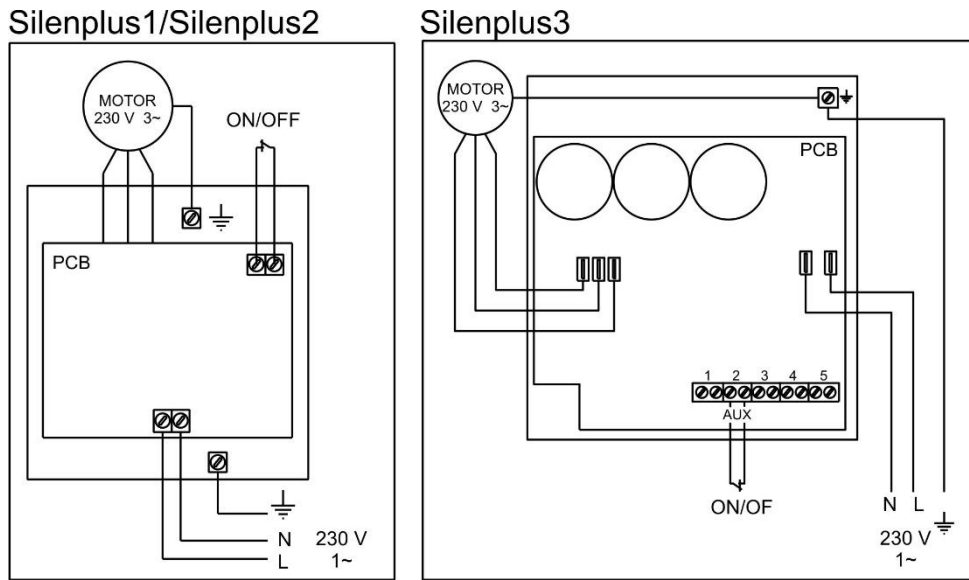 Silenplus1/Silenplus2
MOTOR
230 V 3~
ON/OFF
PCB
N 230 V
L 1~
Silenplus3
MOTOR
230 V 3~
PCB
1 2 3 4 5
AUX
ON/OF
N L
230 V
1~